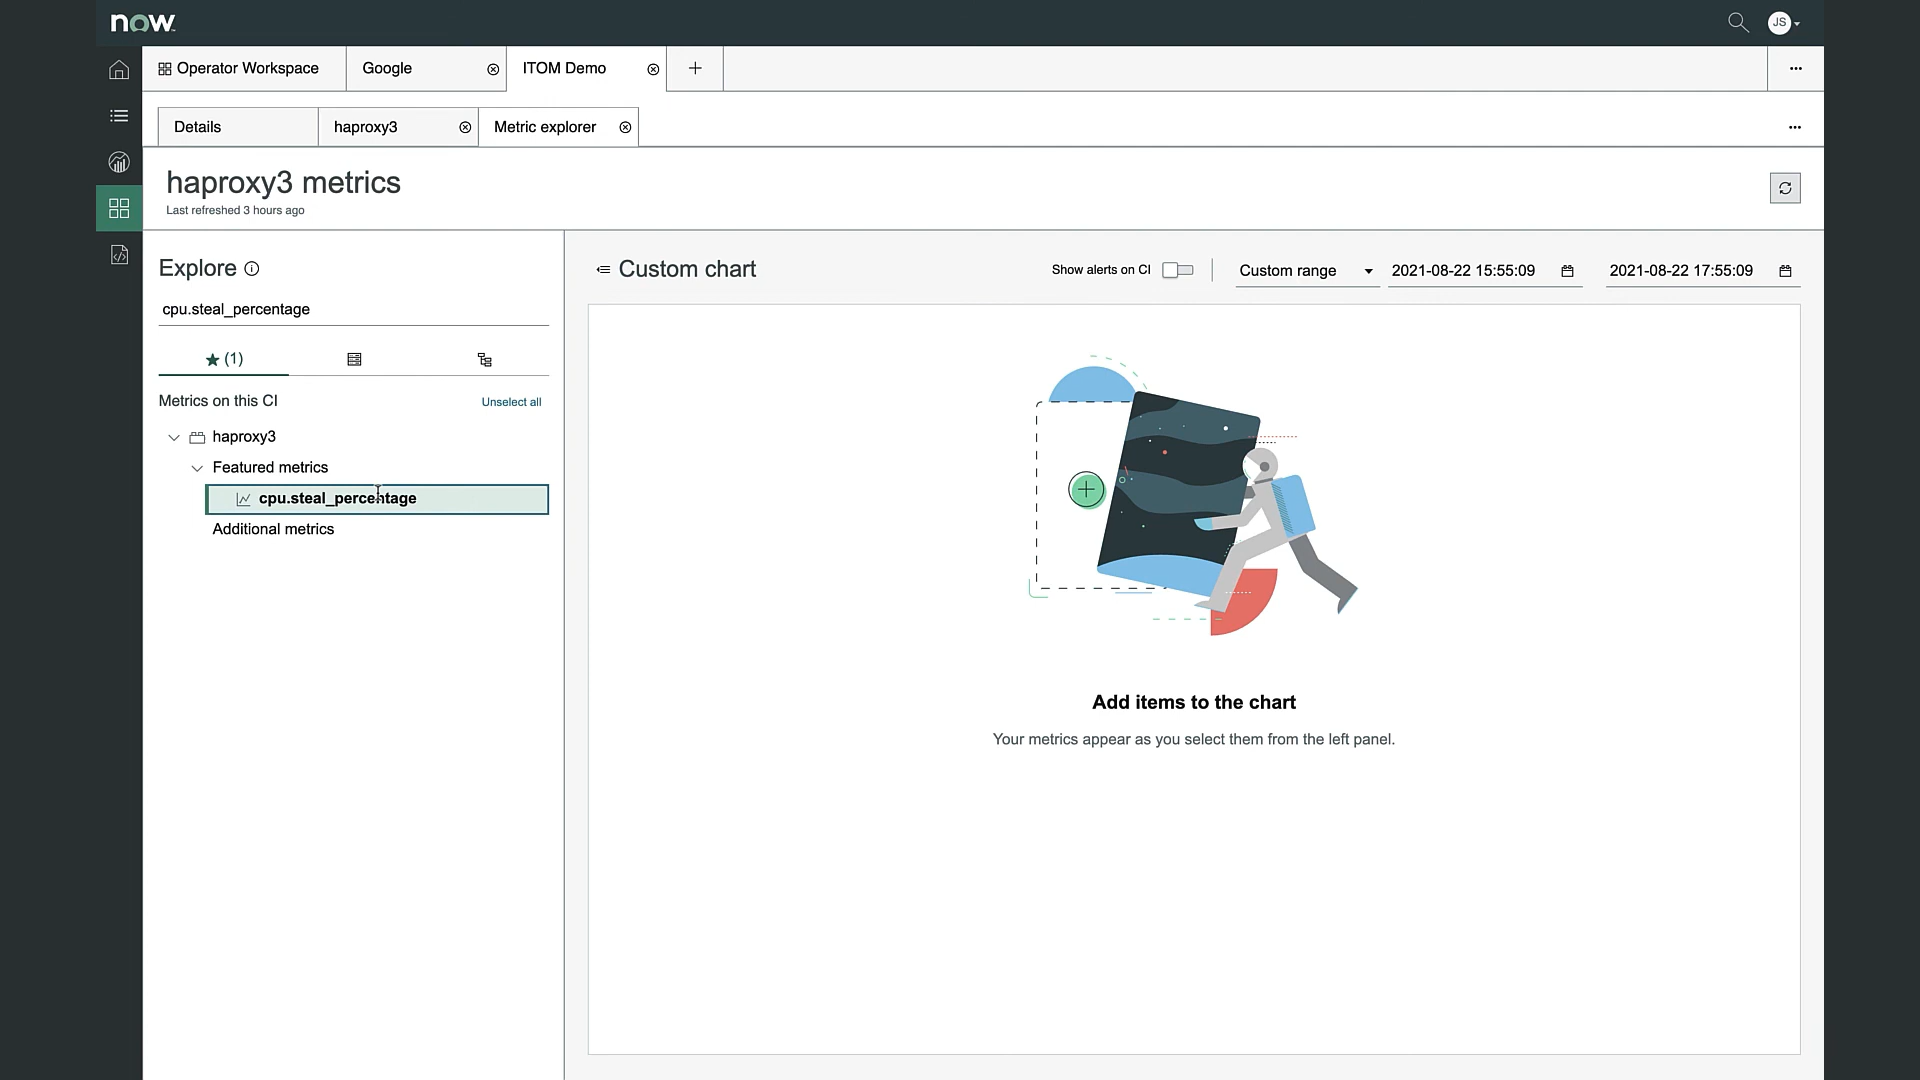 now.
JS
Operator Workspace
Google
ITOM Demo
Details
haproxy3
Metric explorer
haproxy3 metrics
Last refreshed 3 hours ago
Explore
cpu.steal_percentage
(1)
Metrics on this CI
Unselect all
haproxy3
Featured metrics
cpu.steal_percentage
Additional metrics
Custom chart
Show alerts on CI
Custom range
2021-08-22 15:55:09
2021-08-22 17:55:09
Add items to the chart
Your metrics appear as you select them from the left panel.